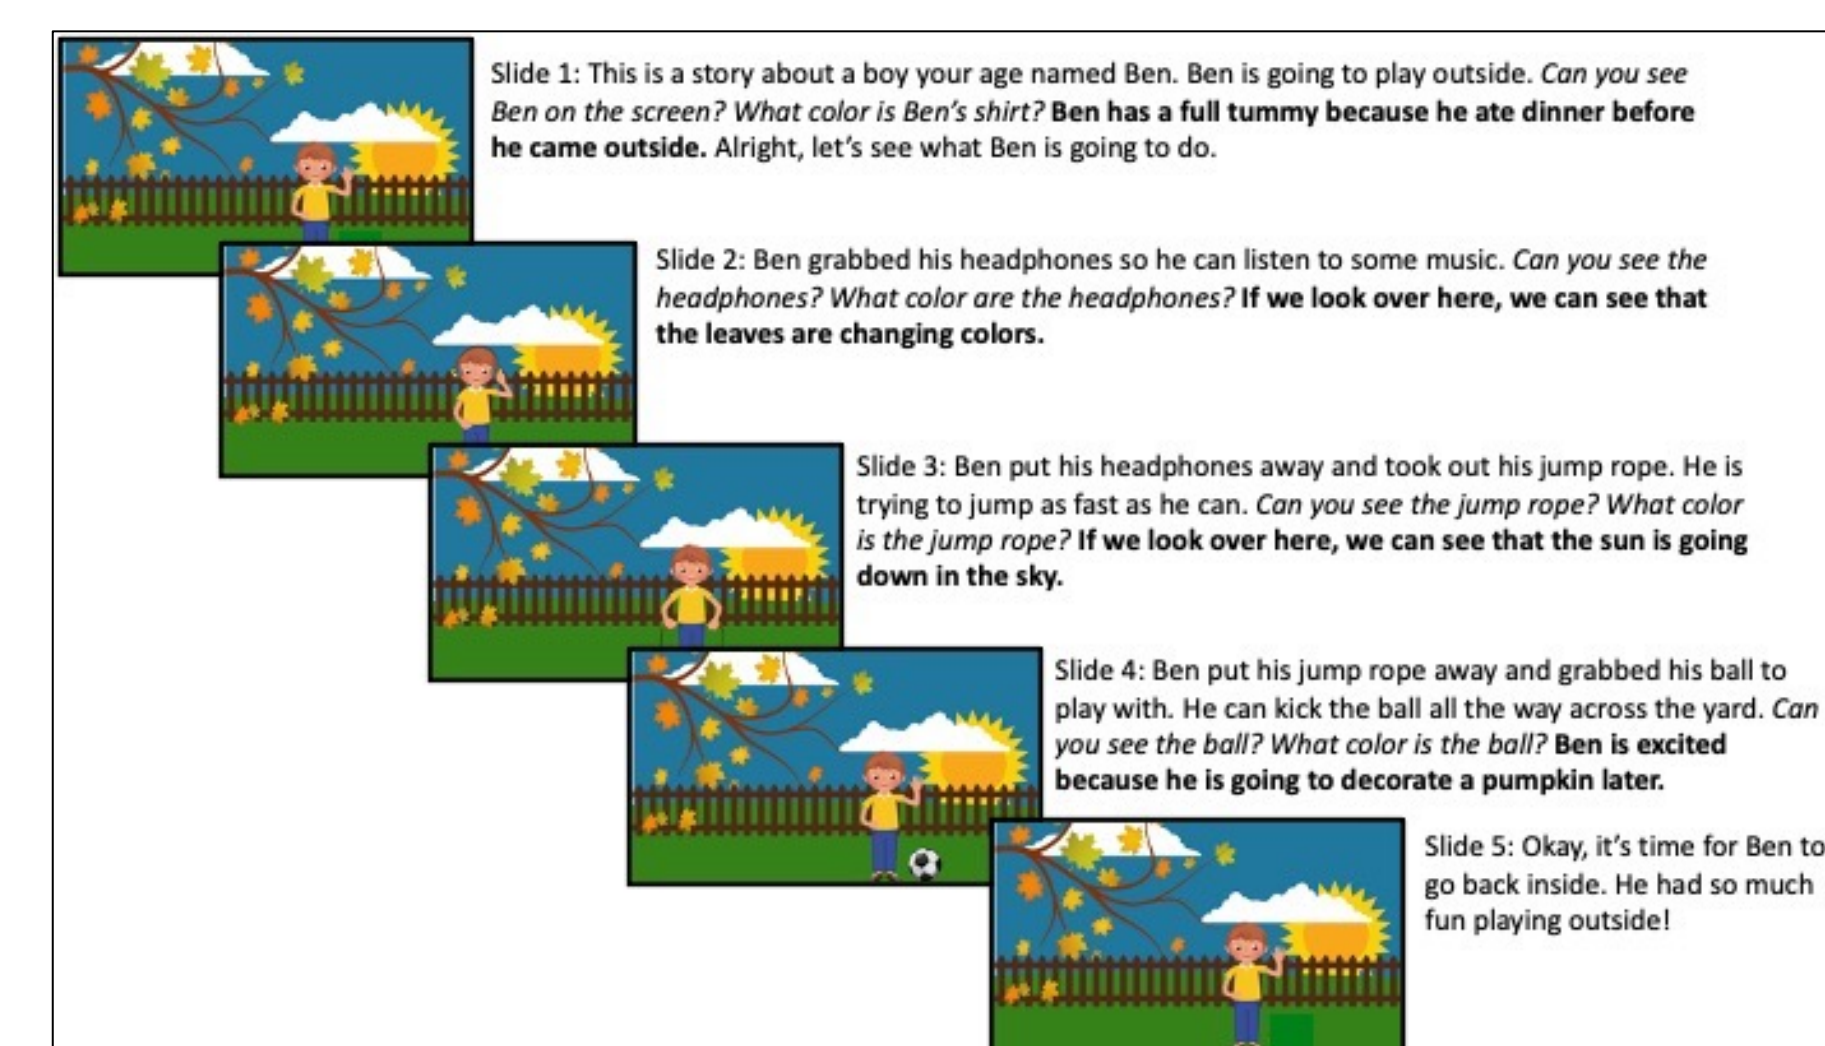 Slide 1: This is a story about a boy your age named Ben. Ben is going to play outside. Can you see
Ben on the screen? What color is Ben's shirt? Ben has a full tummy because he ate dinner before
he came outside. Alright, let's see what Ben is going to do.
Slide 2: Ben grabbed his headphones so he can listen to some music. Can you see the
headphones? What color are the headphones? If we look over here, we can see that
the leaves are changing colors.
Slide 3: Ben put his headphones away and took out his jump rope. He is
trying to jump as fast as he can. Can you see the jump rope? What color
is the jump rope? If we look over here, we can see that the sun is going
down in the sky.
Slide 4: Ben put his jump rope away and grabbed his ball to
play with. He can kick the ball all the way across the yard. Can
you see the ball? What color is the ball? Ben is excited
because he is going to decorate a pumpkin later.
Slide 5: Okay, it's time for Ben to
go back inside. He had so much
fun playing outside!